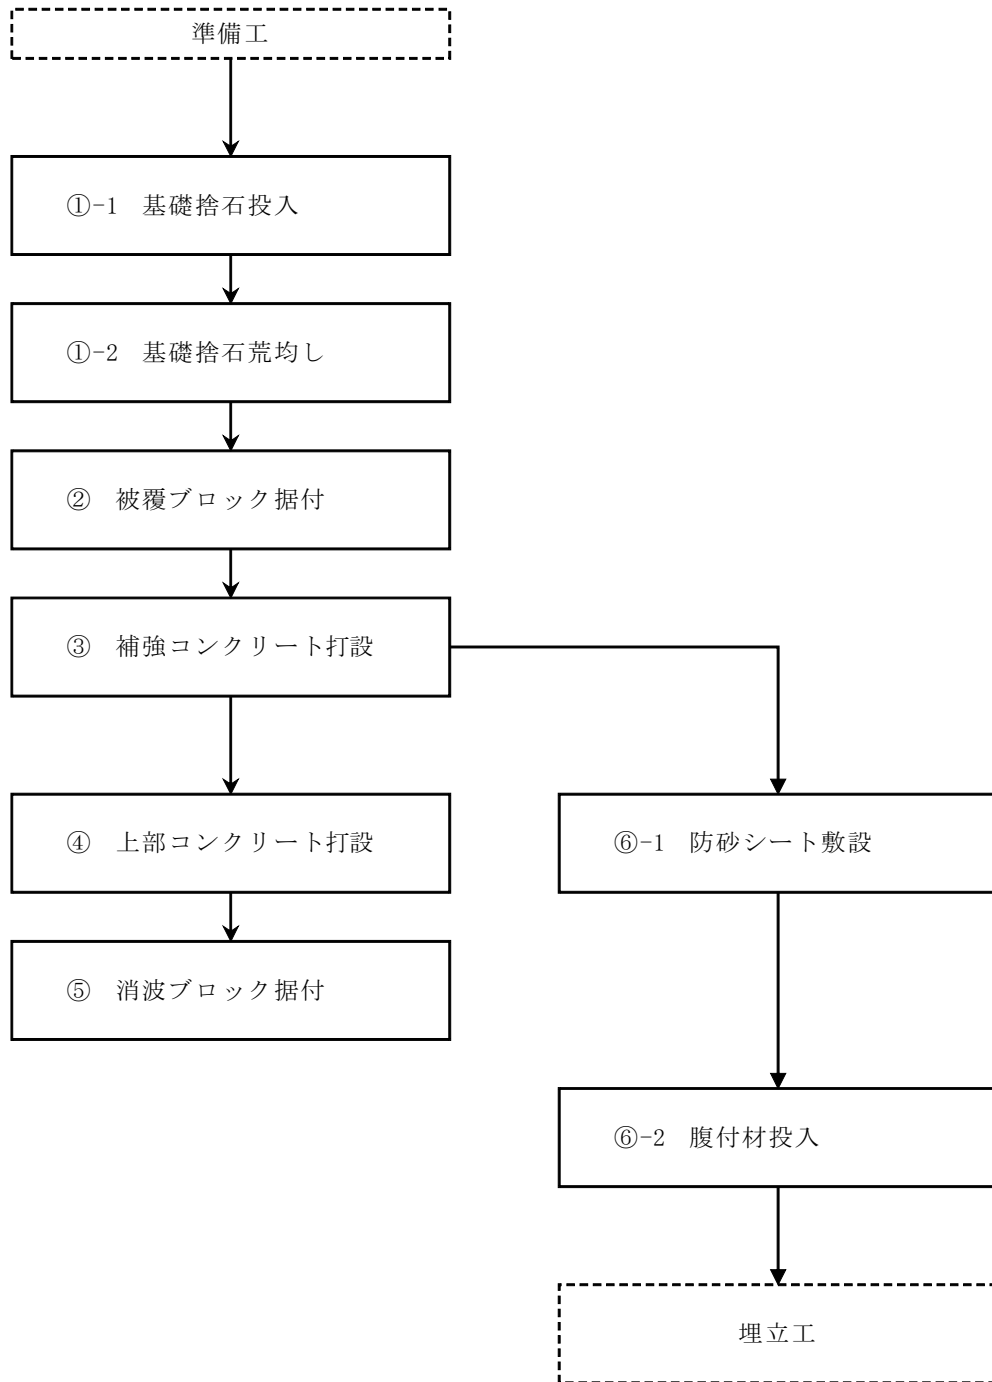 準備工
①-1 基礎捨石投入
①-2 基礎捨石荒均し
② 被覆ブロック据付
③ 補強コンクリート打設
④ 上部コンクリート打設
⑤ 消波ブロック据付
⑥-1 防砂シート敷設
⑥-2 腹付材投入
埋立工